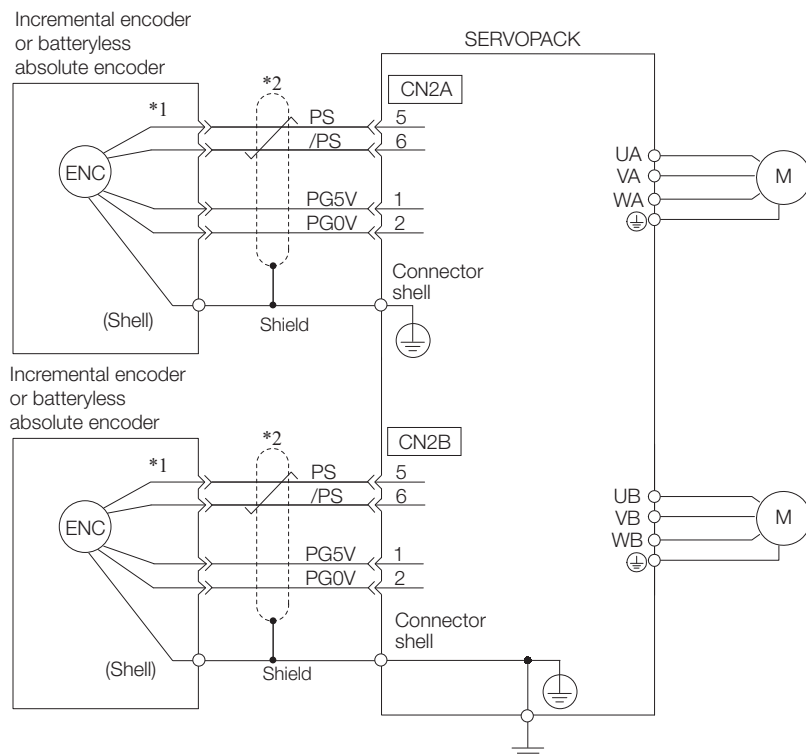 Incremental encoder
or batteryless
absolute encoder
SERVOPACK
*1
*2
CN2A
PS
5
/PS
6
ENC
PG5V
1
PG0V
2
UA
VA
WA
M
Connector
shell
(Shell)
Shield
Incremental encoder
or batteryless
absolute encoder
*1
*2
CN2B
PS
5
/PS
6
ENC
PG5V
1
PG0V
2
UB
VB
WB
M
Connector
shell
(Shell)
Shield